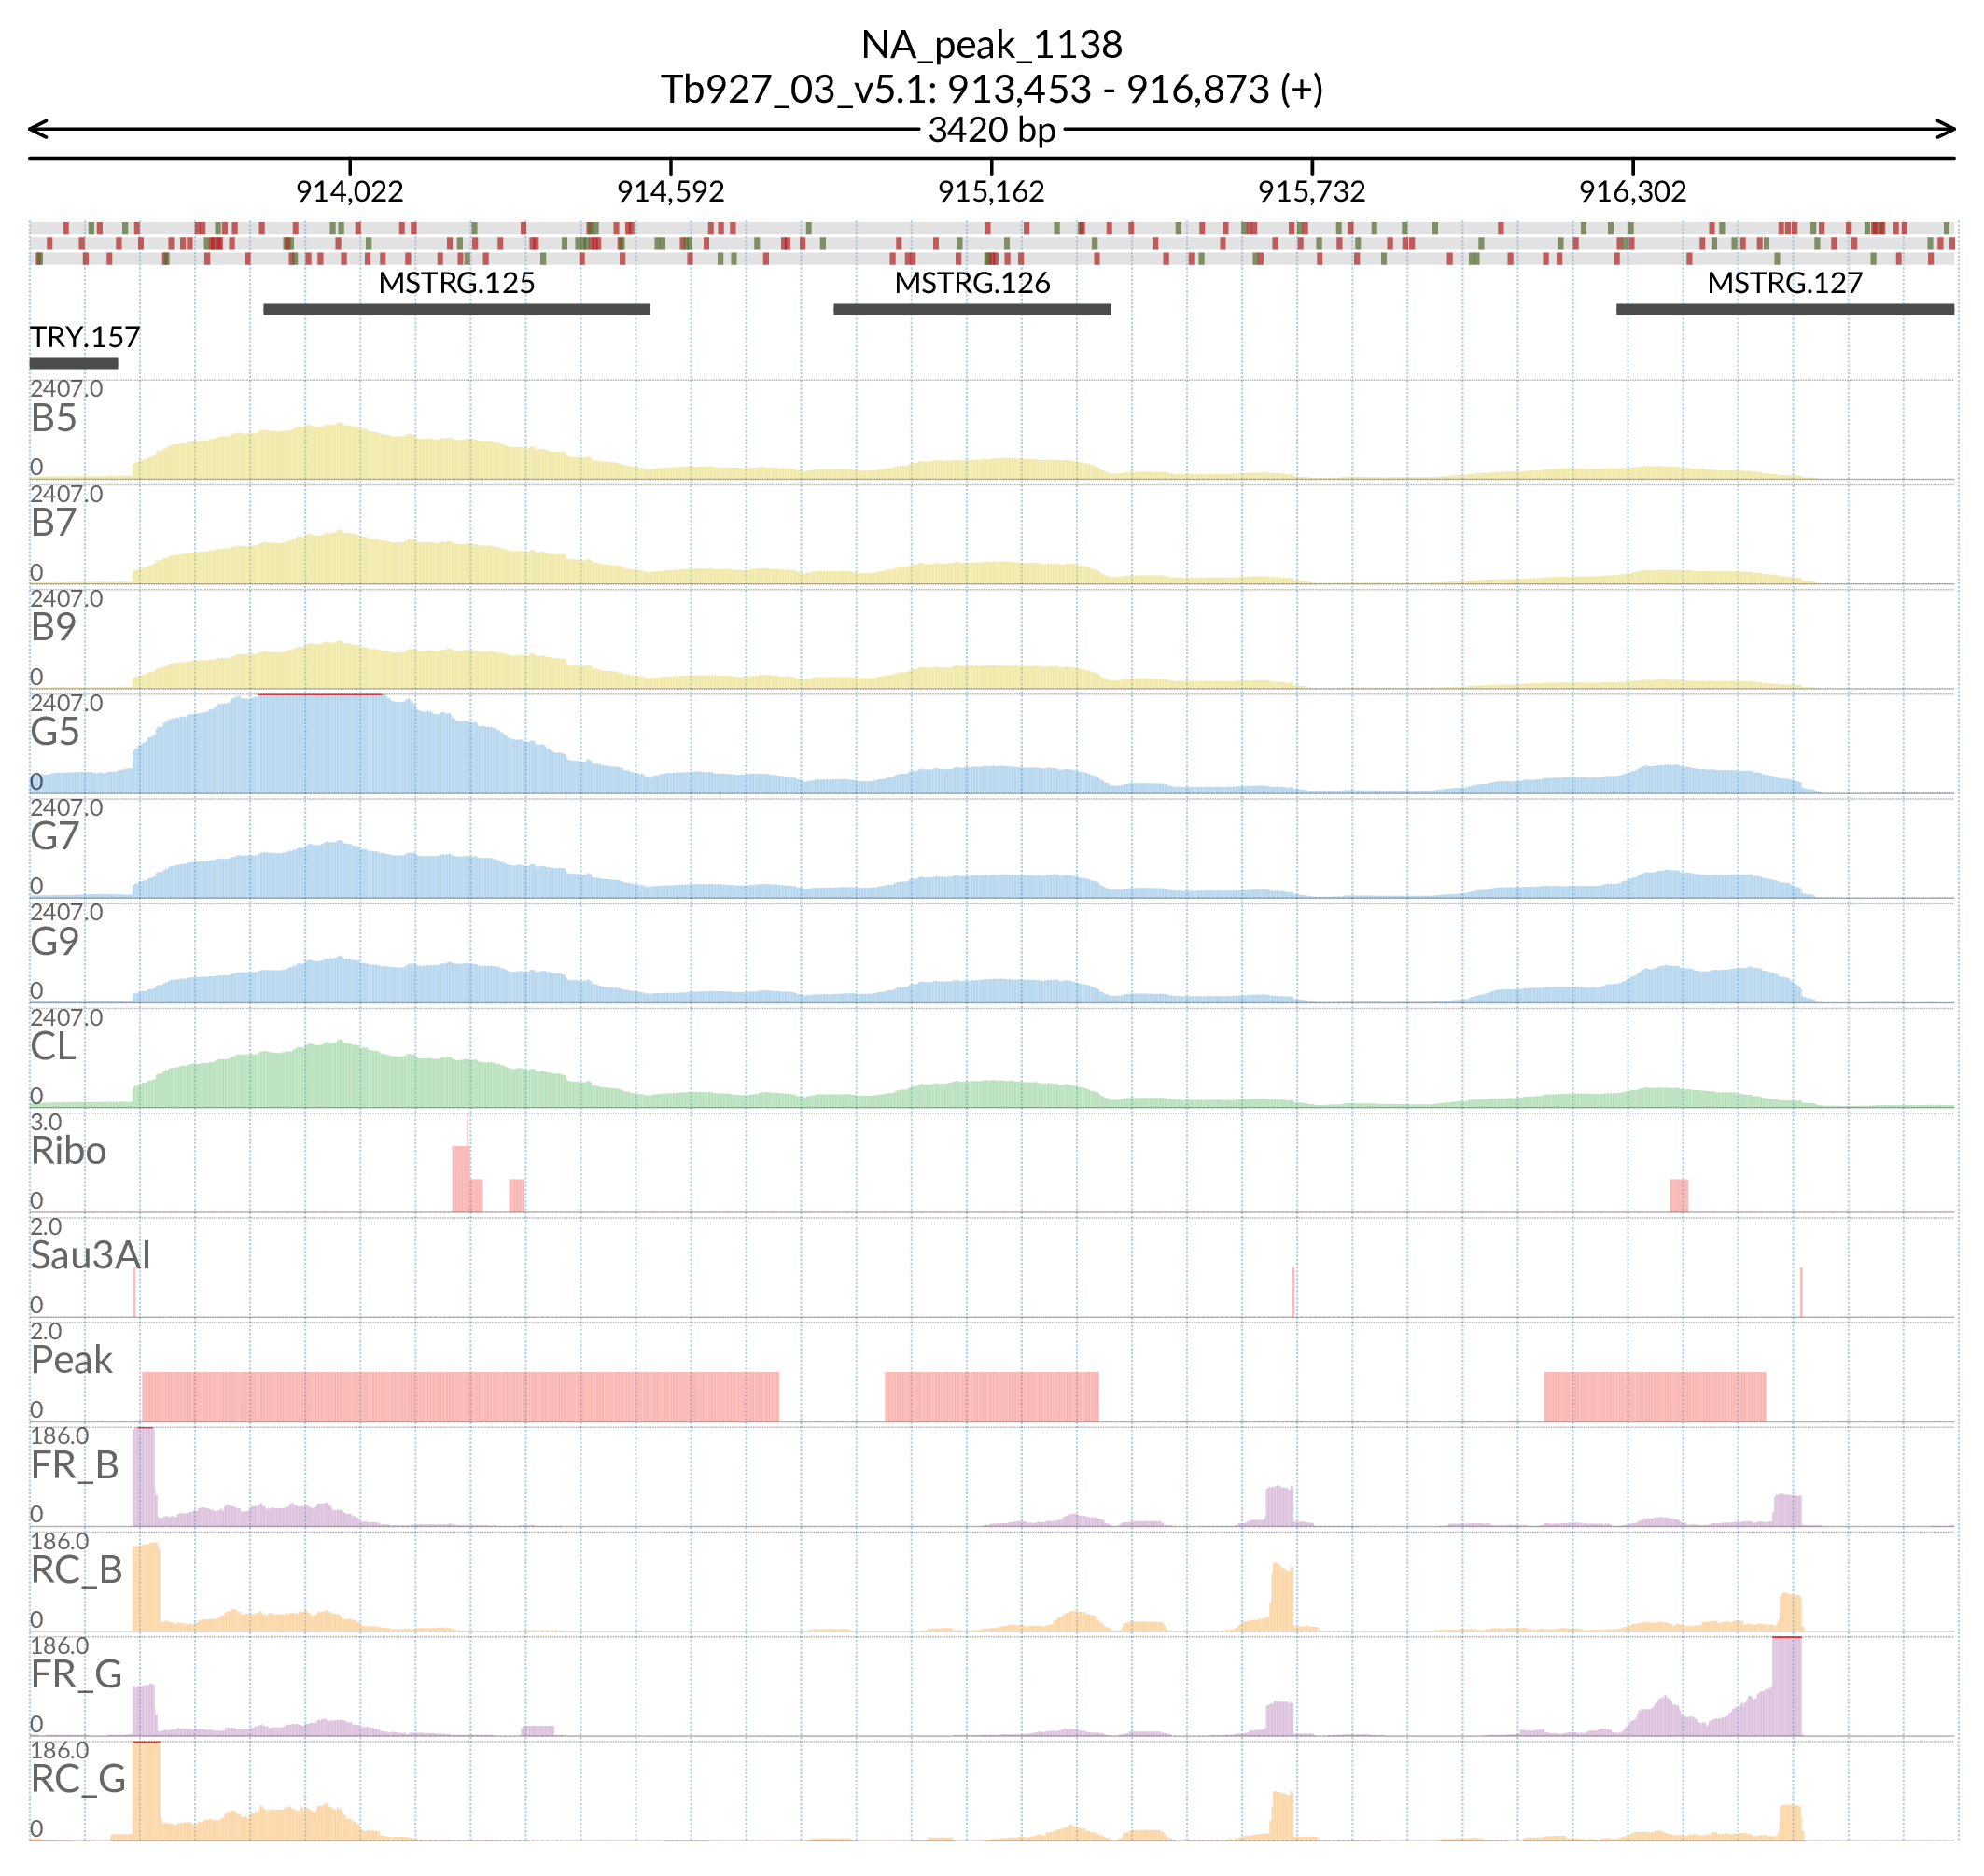 NA_peak_1138
Tb927_03_v5.1: 913,453 - 916,873 (+)
3420 bp
914,022 914,592 915,162 915,732 916,302
MSTRG.125 MSTRG.126 MSTRG.127
TRY.157
2407.0
B5
0
2407.0
B7
0
2407.0
B9
0
2407.0
G5
0
2407.0
G7
0
2407.0
G9
0
2407.0
CL
0
3.0
Ribo
0
2.0
Sau3AI
0
2.0
Peak
0
186.0
FR_B
0
186.0
RC_B
0
186.0
FR_G
0
186.0
RC_G
0